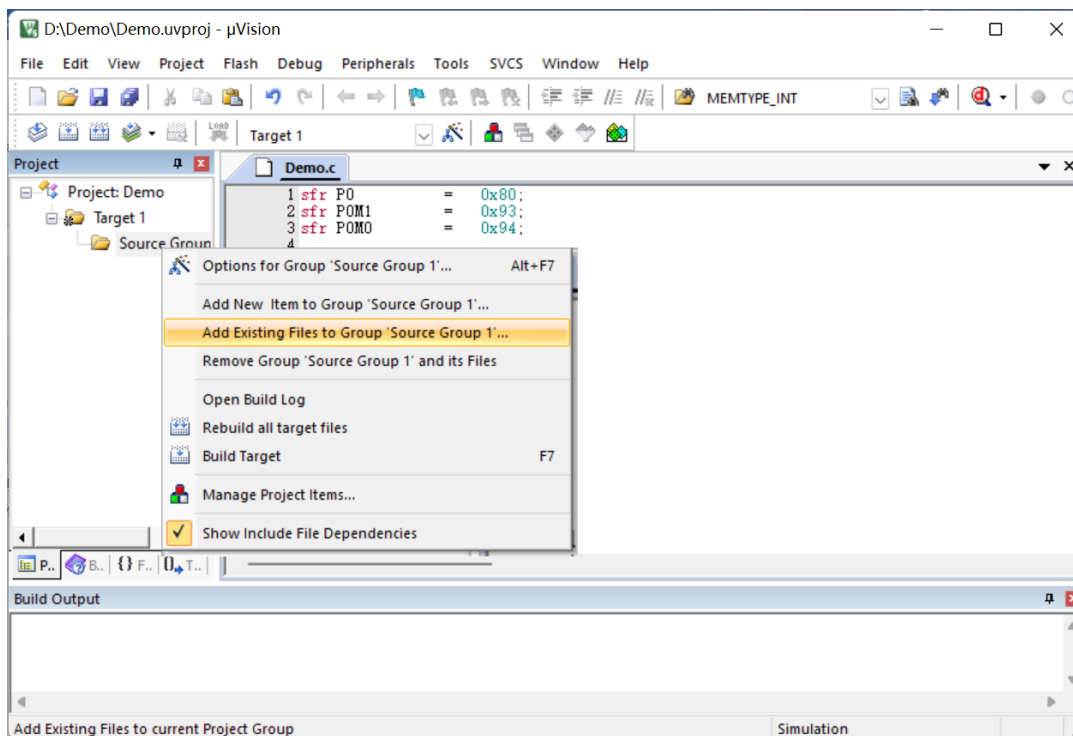 D:\Demo\Demo.uvproj - µVision
File Edit View Project Flash Debug Peripherals Tools SVCS Window Help
MEMTYPE_INT
LOAD Target 1
Project
Demo.c
Project: Demo
Target 1
Source Group
1 sfr P0 = 0x80;
2 sfr P0M1 = 0x93;
3 sfr P0M0 = 0x94;
4
Options for Group 'Source Group 1'... Alt+F7
Add New Item to Group 'Source Group 1'...
Add Existing Files to Group 'Source Group 1'...
Remove Group 'Source Group 1' and its Files
Open Build Log
Rebuild all target files
Build Target F7
Manage Project Items...
Show Include File Dependencies
P.. B.. {} F.. 0 T..
Build Output
Add Existing Files to current Project Group
Simulation